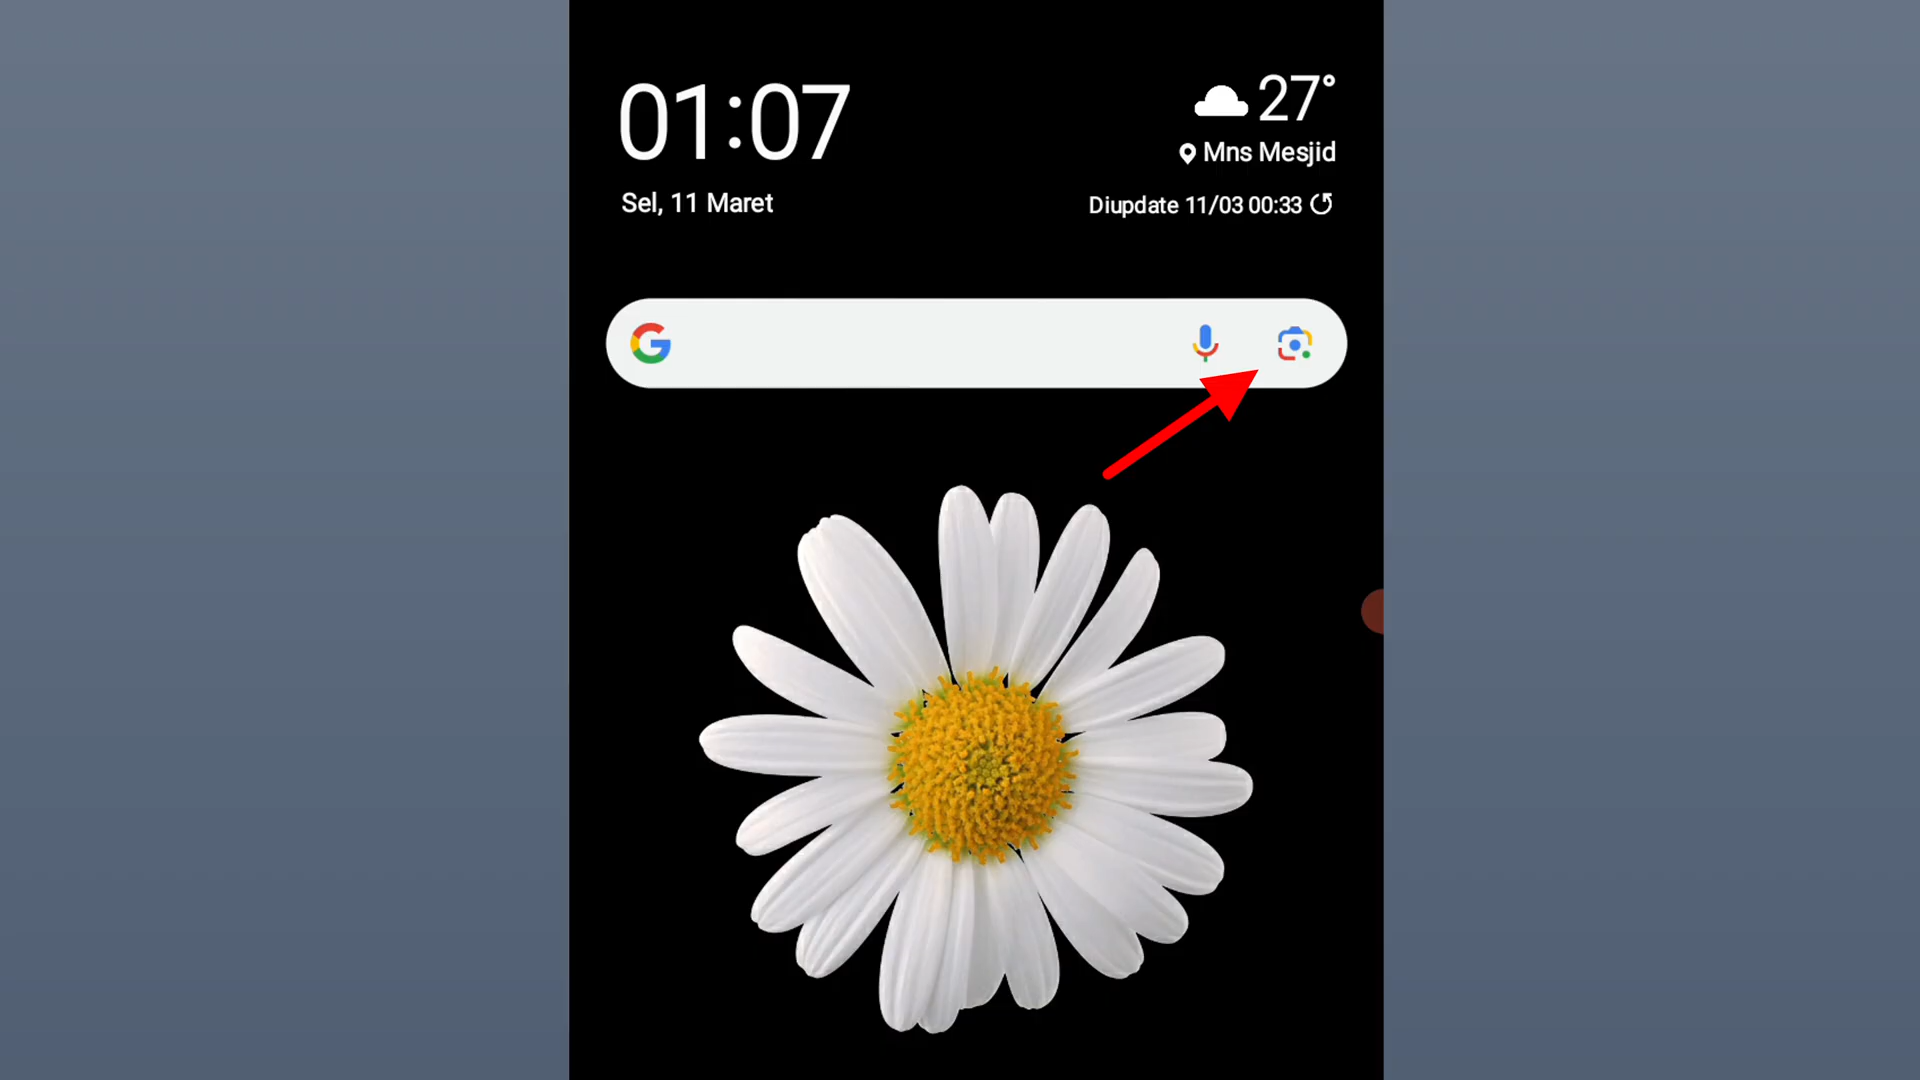 01:07
27°
Mns Mesjid
Sel, 11 Maret
Diupdate 11/03 00:33